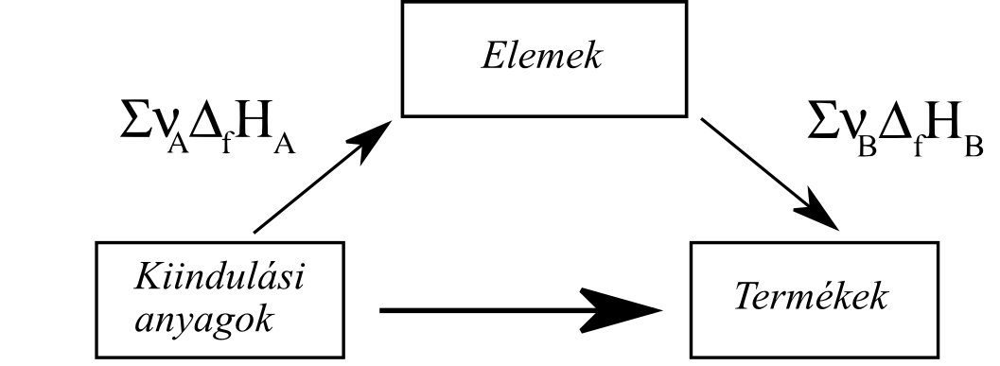 Elemek
ΣνAΔfHA
ΣνBΔfHB
Kiindulási
anyagok
Termékek